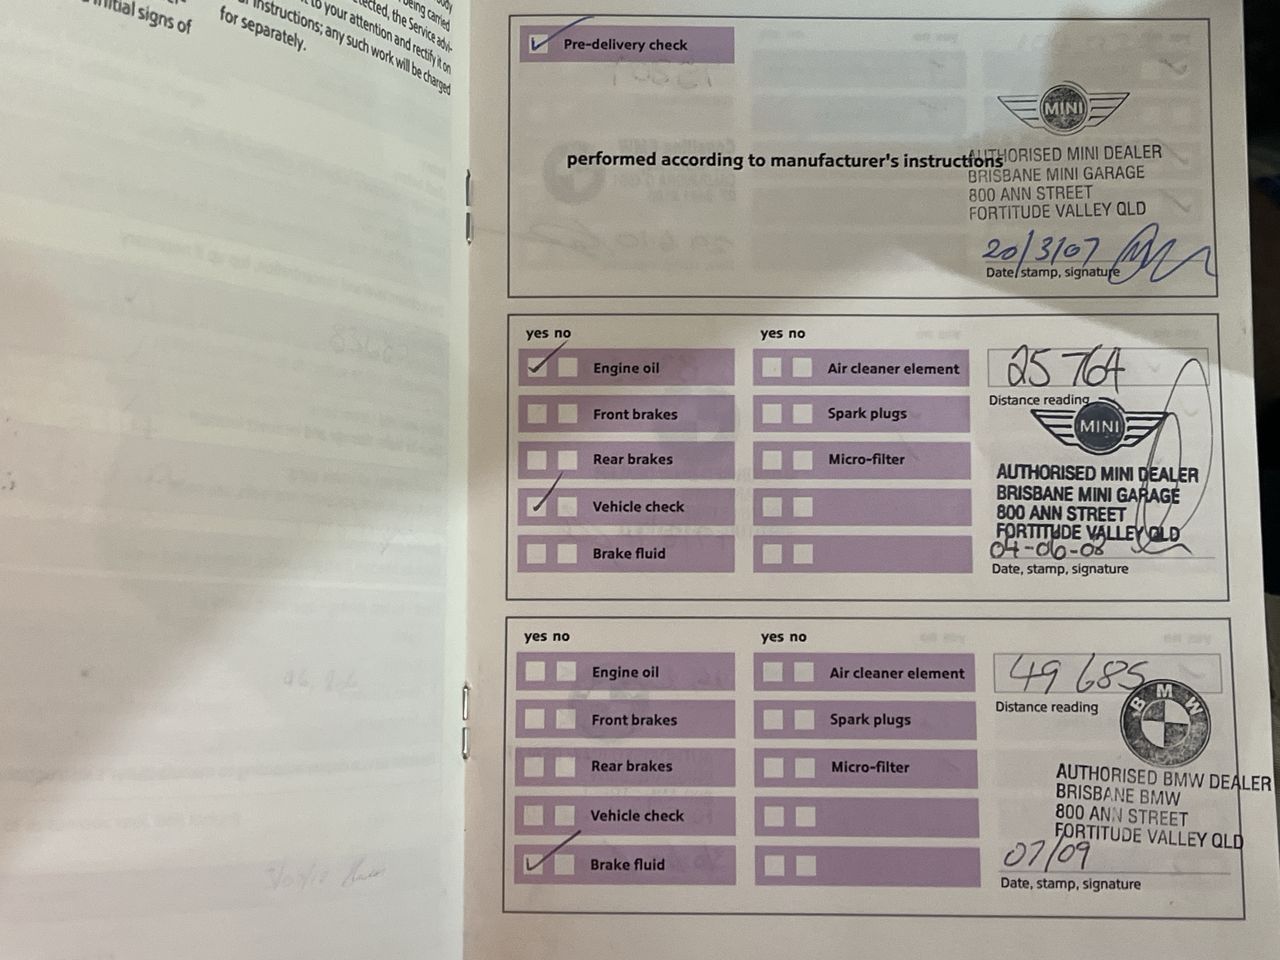 initial signs of
being carried
the Service advi-
to your attention and rectify it on
instructions; any such work will be charged
for separately.
Pre-delivery check
performed according to manufacturer's instructions
MINI
AUTHORISED MINI DEALER
BRISBANE MINI GARAGE
800 ANN STREET
FORTITUDE VALLEY QLD
20/3/07
Date/stamp, signature
yes no
yes no
Engine oil
Air cleaner element
25 764
Distance reading
Front brakes
Spark plugs
MINI
Rear brakes
Micro-filter
AUTHORISED MINI DEALER
BRISBANE MINI GARAGE
800 ANN STREET
FORTITUDE VALLEY QLD
Vehicle check
Brake fluid
04-06-08
Date, stamp, signature
yes no
yes no
Engine oil
Air cleaner element
49 685
Distance reading
Front brakes
Spark plugs
BMW
Rear brakes
Micro-filter
AUTHORISED BMW DEALER
BRISBANE BMW
800 ANN STREET
FORTITUDE VALLEY QLD
Vehicle check
Brake fluid
07/09
Date, stamp, signature